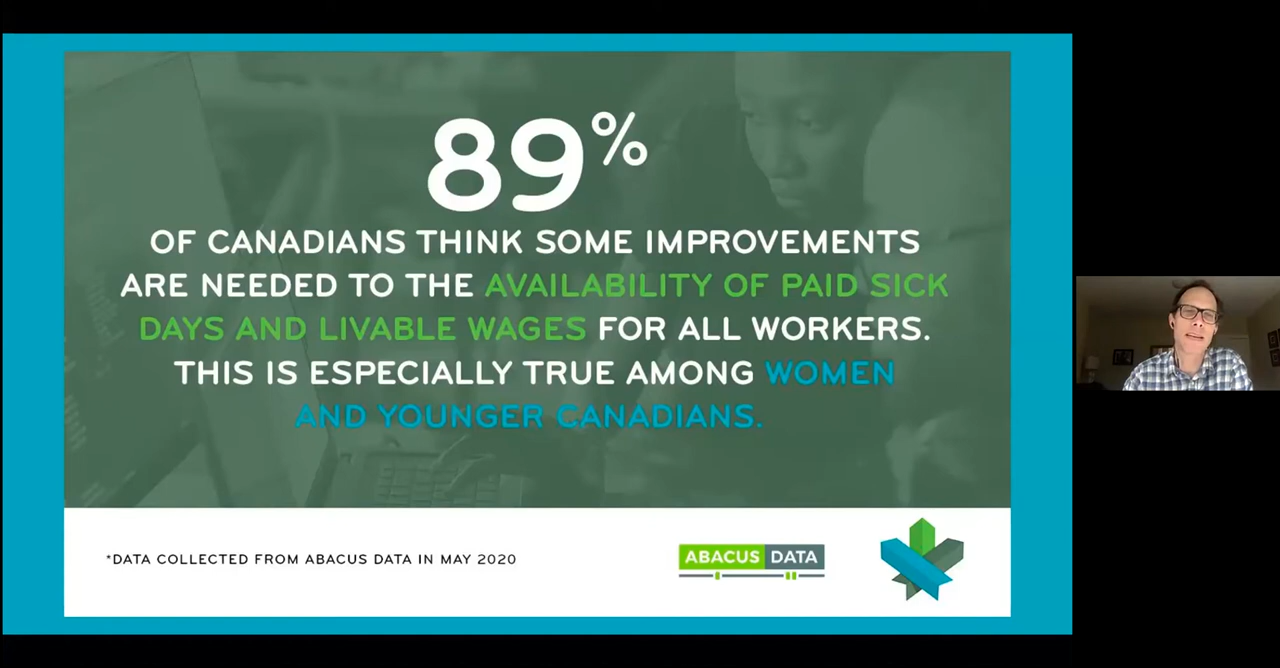 89%
OF CANADIANS THINK SOME IMPROVEMENTS
ARE NEEDED TO THE AVAILABILITY OF PAID SICK
DAYS AND LIVABLE WAGES FOR ALL WORKERS.
THIS IS ESPECIALLY TRUE AMONG WOMEN
AND YOUNGER CANADIANS.
*DATA COLLECTED FROM ABACUS DATA IN MAY 2020
ABACUS DATA